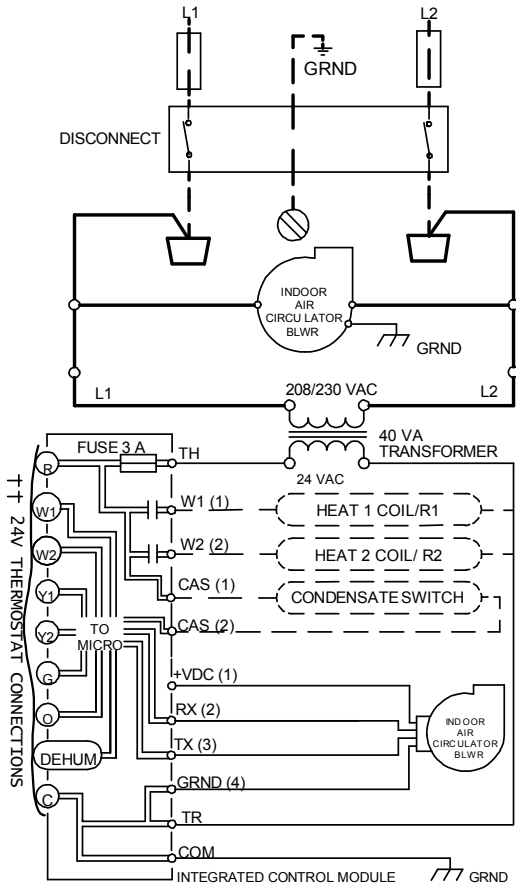 L1
L2
GRND
DISCONNECT
INDOOR
AIR
CIRCULATOR
BLWR
GRND
L1
208/230 VAC
L2
40 VA
TRANSFORMER
24 VAC
FUSE 3 A
TH
R
W1 (1)
HEAT 1 COIL/R1
W1
W2 (2)
HEAT 2 COIL/ R2
W2
CAS (1)
CONDENSATE SWITCH
Y1
CAS (2)
TO
MICRO
Y2
+VDC (1)
G
RX (2)
INDOOR
AIR
CIRCULATOR
BLWR
O
TX (3)
DEHUM
GRND (4)
C
TR
COM
INTEGRATED CONTROL MODULE
GRND
†† 24V THERMOSTAT CONNECTIONS